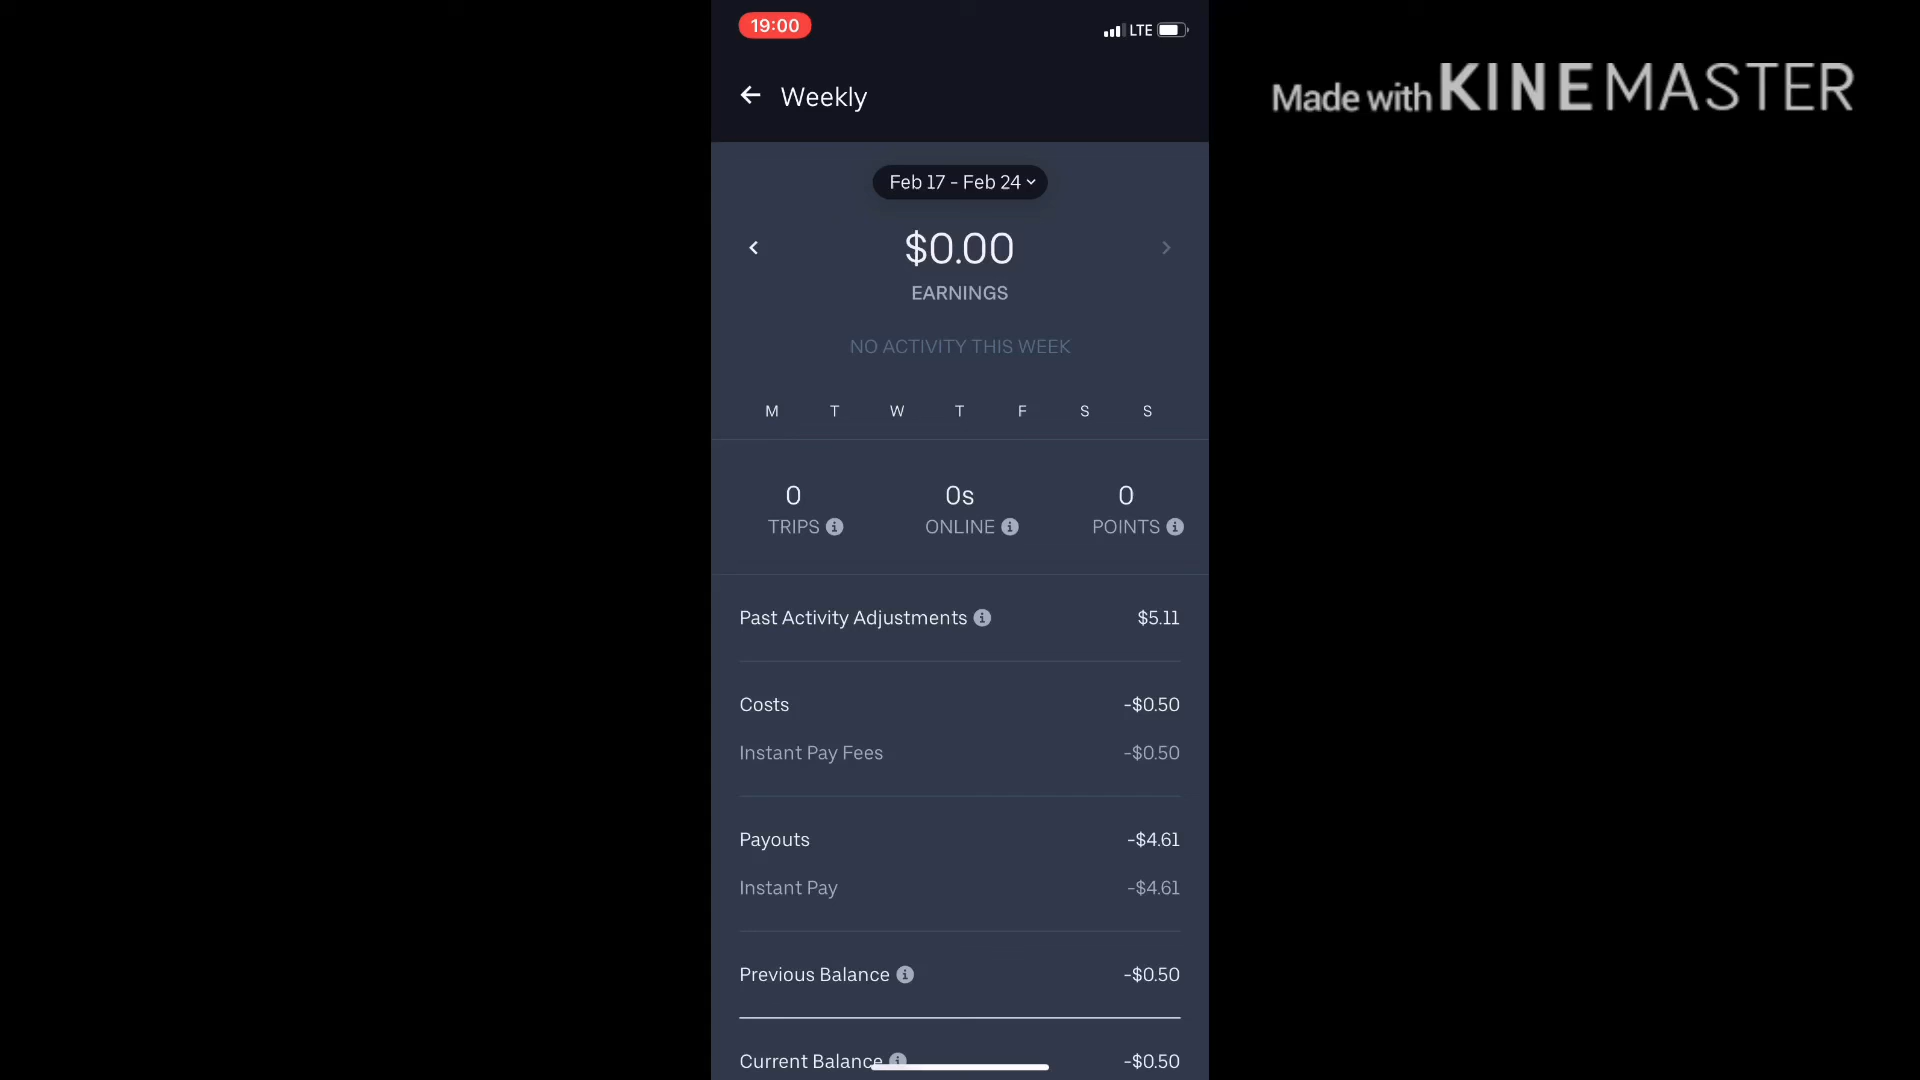 19:00
LTE
Weekly
Made with KINEMASTER
Feb 17 - Feb 24
$0.00
EARNINGS
NO ACTIVITY THIS WEEK
M T W T F S S
0 0s 0
TRIPS ONLINE POINTS
Past Activity Adjustments $5.11
Costs -$0.50
Instant Pay Fees -$0.50
Payouts -$4.61
Instant Pay -$4.61
Previous Balance -$0.50
Current Balance -$0.50